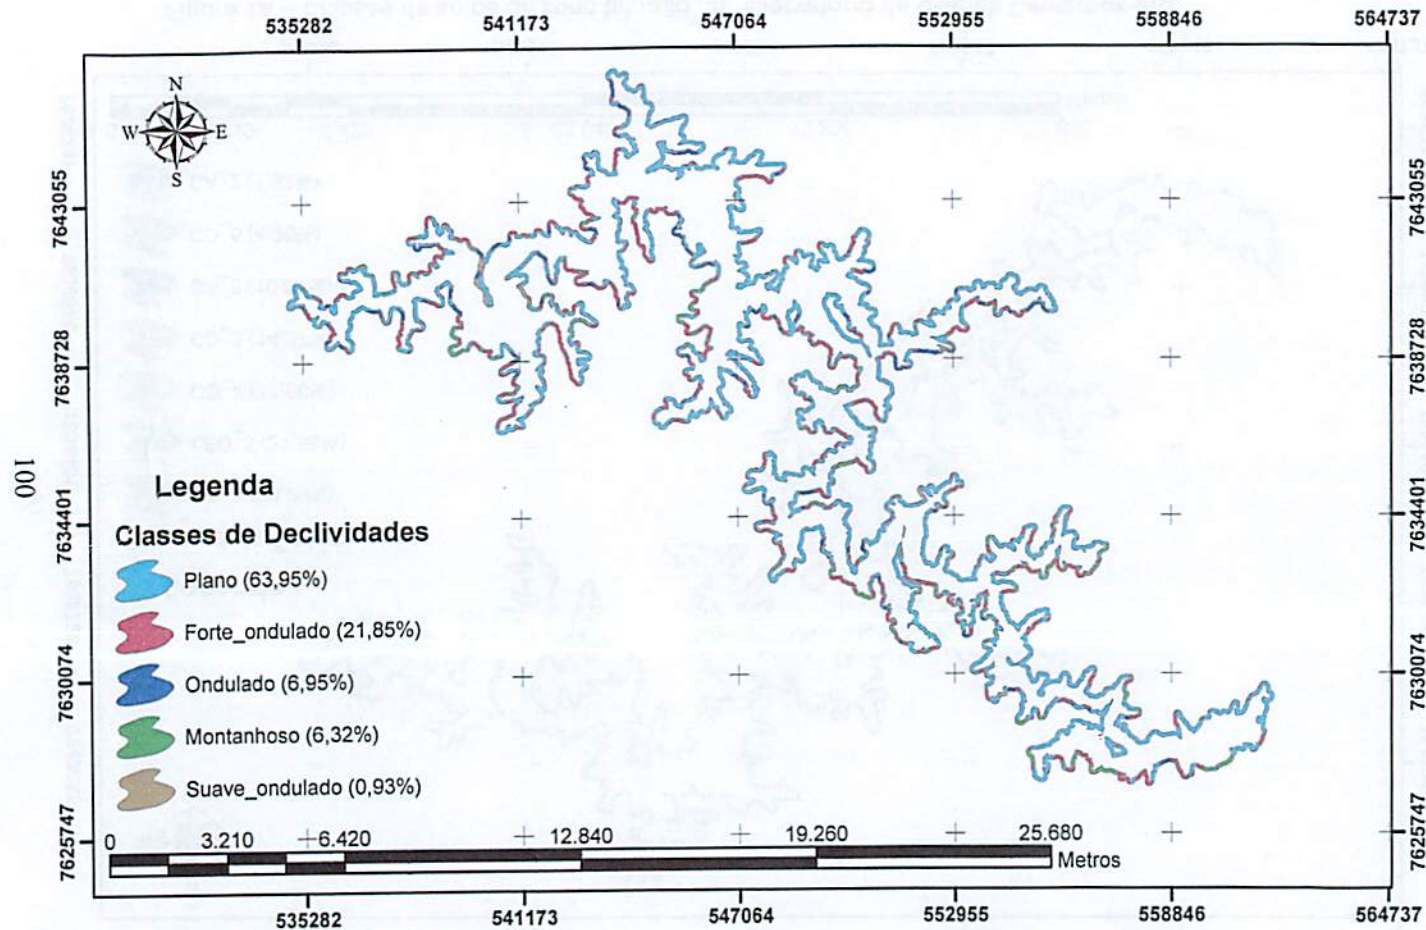 535282 541173 547064 552955 558846 564737
N
W E
S
7643055 7643055
7638728 7638728
7634401 7634401
7630074 7630074
7625747 7625747
100
Legenda
Classes de Declividades
Plano (63,95%)
Forte_ondulado (21,85%)
Ondulado (6,95%)
Montanhoso (6,32%)
Suave_ondulado (0,93%)
0 3.210 6.420 12.840 19.260 25.680
Metros
535282 541173 547064 552955 558846 564737